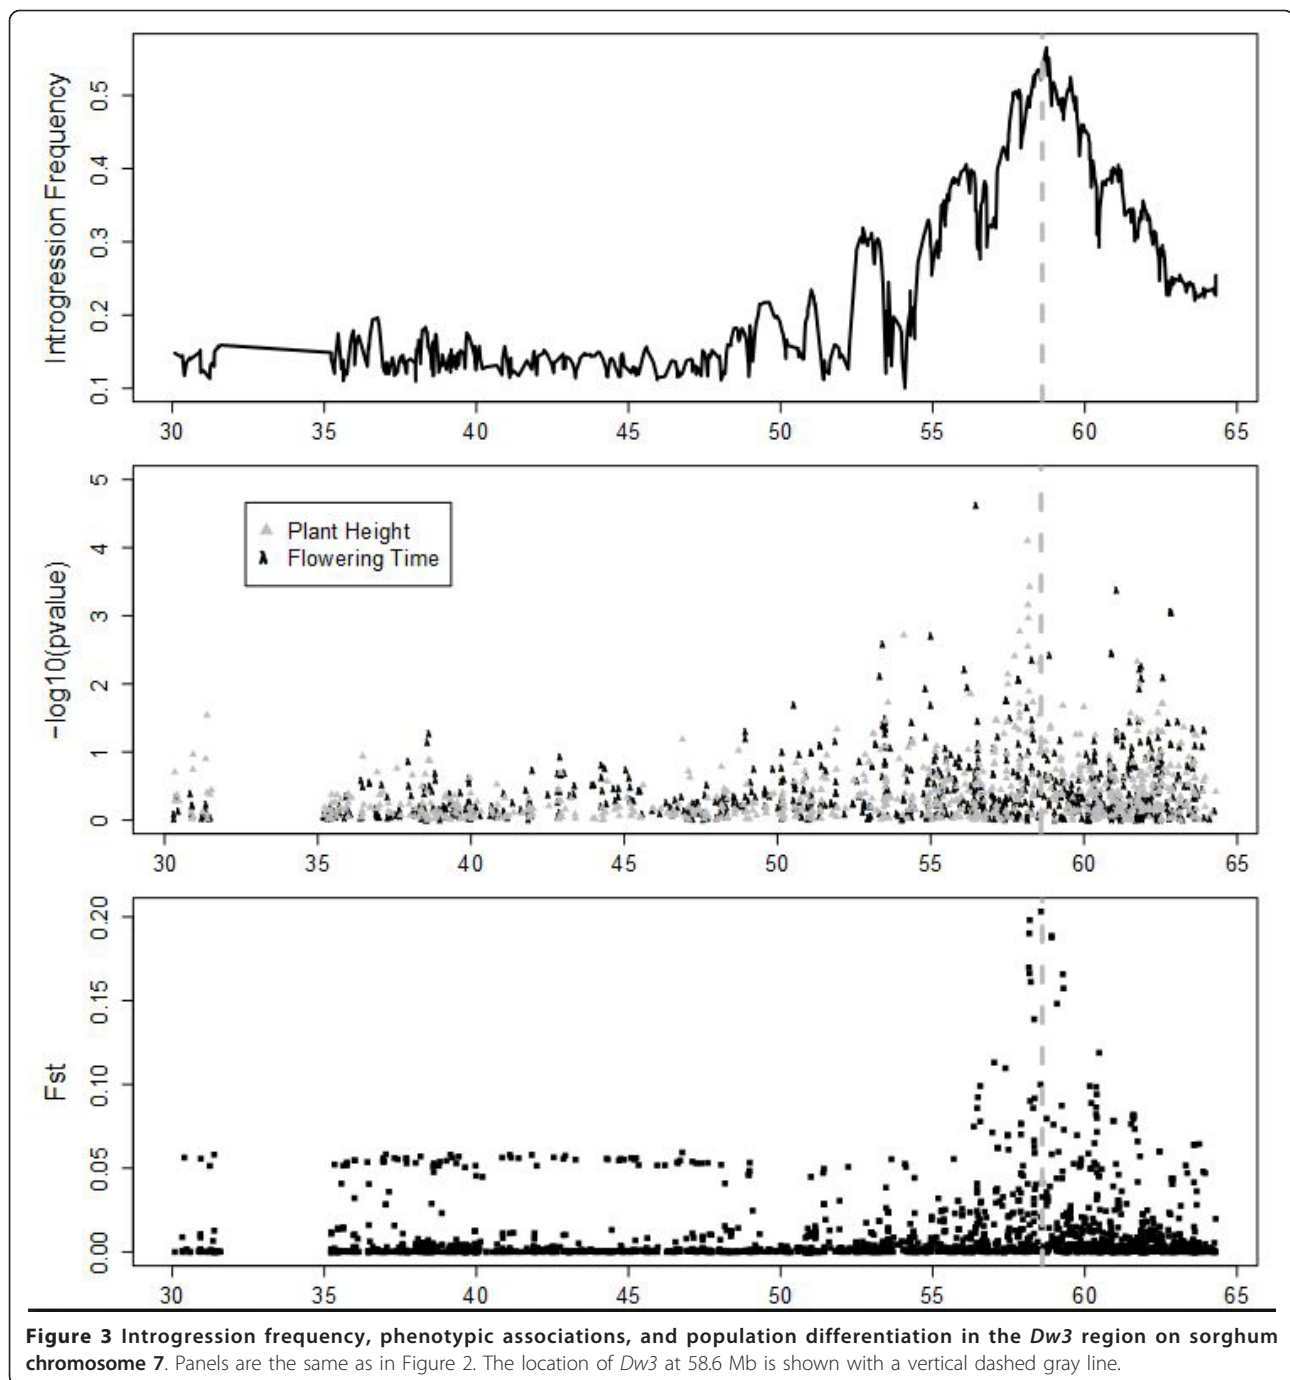 Introgression Frequency
0.5
0.4
0.3
0.2
0.1
30 35 40 45 50 55 60 65
-log10(pvalue)
5
4
3
2
1
0
Plant Height
Flowering Time
30 35 40 45 50 55 60 65
Fst
0.20
0.15
0.10
0.05
0.00
30 35 40 45 50 55 60 65
Figure 3 Introgression frequency, phenotypic associations, and population differentiation in the Dw3 region on sorghum
chromosome 7. Panels are the same as in Figure 2. The location of Dw3 at 58.6 Mb is shown with a vertical dashed gray line.